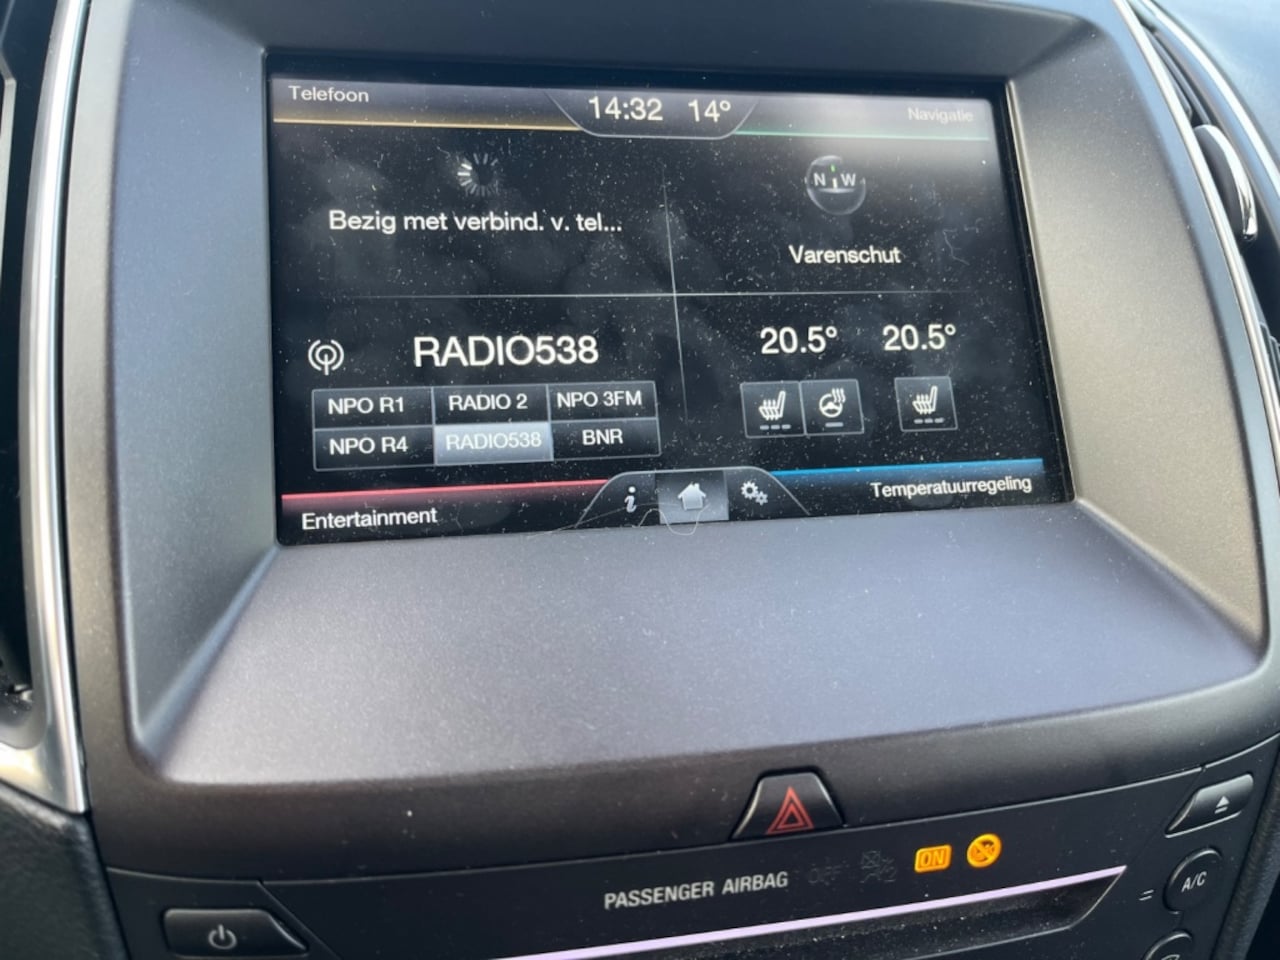 Telefoon
14:32 14°
Navigatie
N W
Bezig met verbind. v. tel...
Varenschut
RADIO538
20.5° 20.5°
NPO R1 RADIO 2 NPO 3FM
NPO R4 RADIO538 BNR
Entertainment
i
Temperatuurregeling
PASSENGER AIRBAG OFF ON
A/C